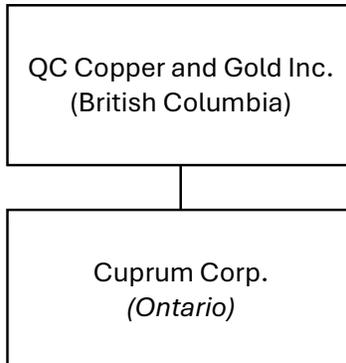 QC Copper and Gold Inc.
(British Columbia)
Cuprum Corp.
(Ontario)